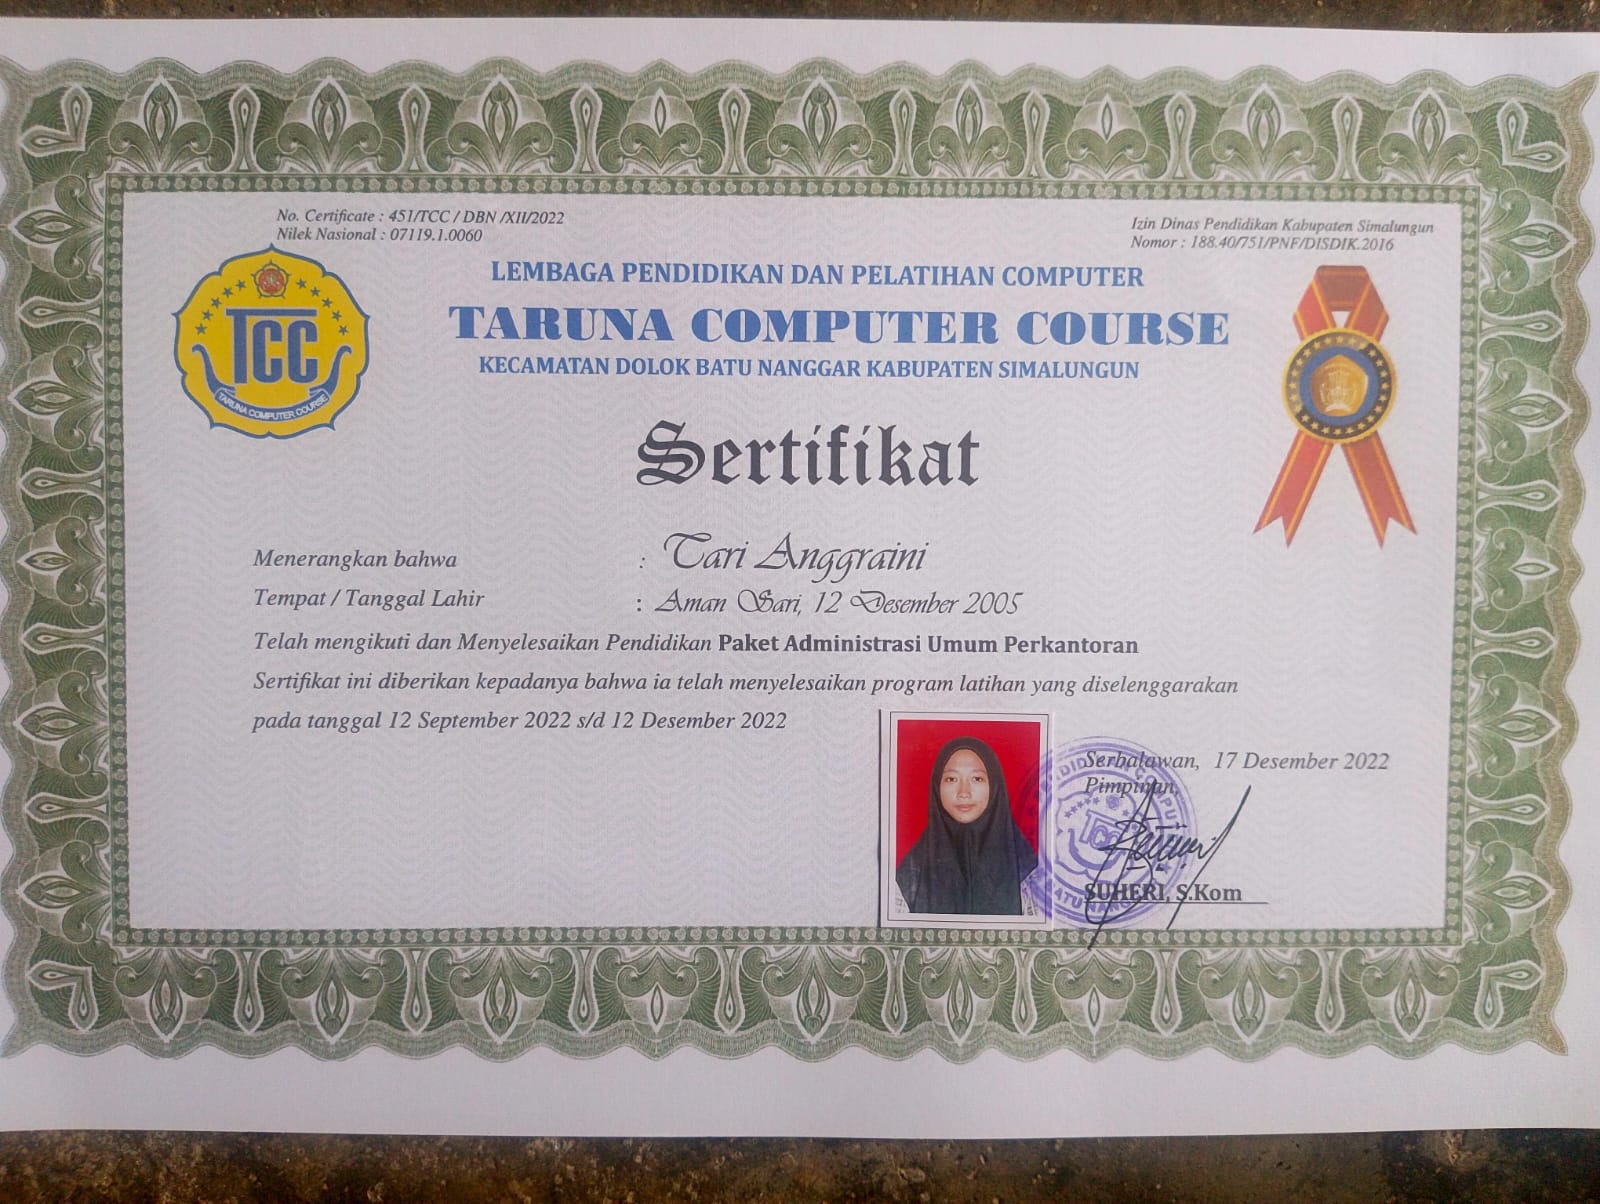 No. Certificate : 451/TCC / DBN /XII/2022
Nilek Nasional : 07119.1.0060
Izin Dinas Pendidikan Kabupaten Simalungun
Nomor : 188.40/751/PNF/DISDIK.2016
TCC
TARUNA COMPUTER COURSE
LEMBAGA PENDIDIKAN DAN PELATIHAN COMPUTER
TARUNA COMPUTER COURSE
KECAMATAN DOLOK BATU NANGGAR KABUPATEN SIMALUNGUN
Sertifikat
Menerangkan bahwa : Tari Anggraini
Tempat / Tanggal Lahir : Aman Sari, 12 Desember 2005
Telah mengikuti dan Menyelesaikan Pendidikan Paket Administrasi Umum Perkantoran
Sertifikat ini diberikan kepadanya bahwa ia telah menyelesaikan program latihan yang diselenggarakan
pada tanggal 12 September 2022 s/d 12 Desember 2022
Serbalawan, 17 Desember 2022
Pimpinan,
TCC
SUHERI, S.Kom